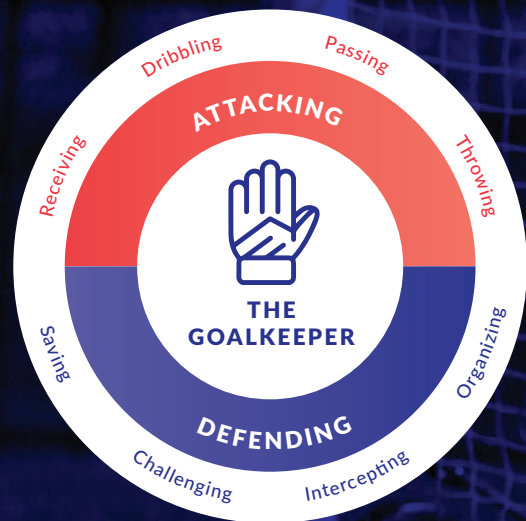 Dribbling
Passing
Receiving
Throwing
ATTACKING
THE
GOALKEEPER
DEFENDING
Saving
Organizing
Challenging
Intercepting